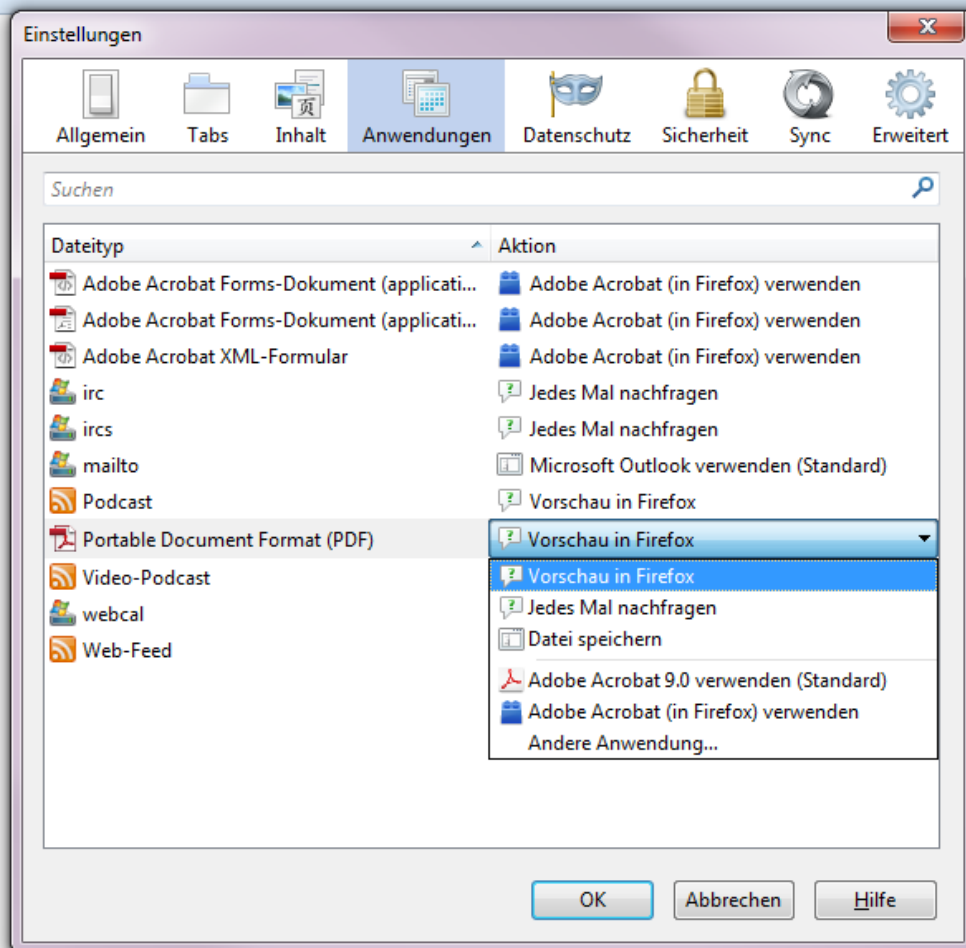 Einstellungen
Allgemein Tabs Inhalt Anwendungen Datenschutz Sicherheit Sync Erweitert
Suchen
Dateityp Aktion
Adobe Acrobat Forms-Dokument (applicati... Adobe Acrobat (in Firefox) verwenden
Adobe Acrobat Forms-Dokument (applicati... Adobe Acrobat (in Firefox) verwenden
Adobe Acrobat XML-Formular Adobe Acrobat (in Firefox) verwenden
irc Jedes Mal nachfragen
ircs Jedes Mal nachfragen
mailto Microsoft Outlook verwenden (Standard)
Podcast Vorschau in Firefox
Portable Document Format (PDF) Vorschau in Firefox
Video-Podcast Vorschau in Firefox
webcal Jedes Mal nachfragen
Web-Feed Datei speichern
Adobe Acrobat 9.0 verwenden (Standard)
Adobe Acrobat (in Firefox) verwenden
Andere Anwendung...
OK Abbrechen Hilfe